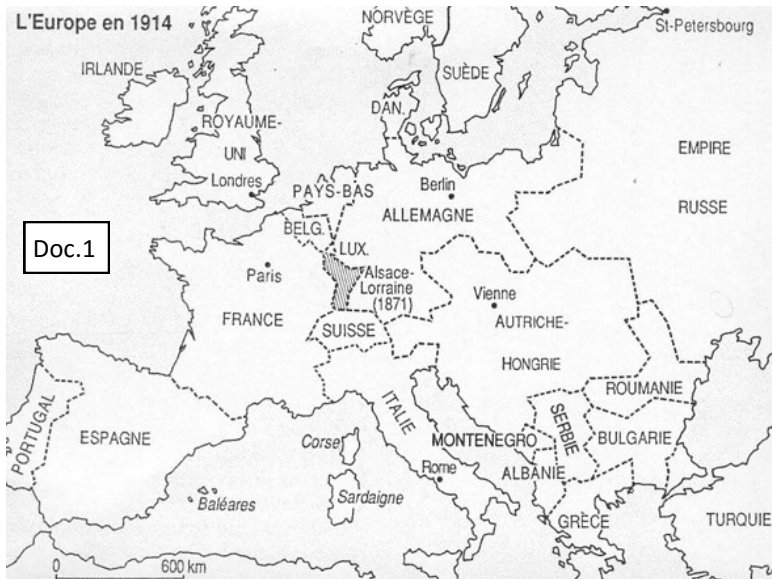 L'Europe en 1914
NORVÈGE
St-Petersbourg
IRLANDE
SUÈDE
DAN.
ROYAUME-
UNI
Londres
EMPIRE
RUSSE
PAYS-BAS
Berlin
ALLEMAGNE
BELG.
Doc.1
LUX.
Paris
Alsace-
Lorraine
(1871)
Vienne
FRANCE
AUTRICHE-
HONGRIE
SUISSE
ROUMANIE
ITALIE
SERBIE
PORTUGAL
ESPAGNE
Corse
MONTENEGRO
BULGARIE
Rome
ALBANIE
Baléares
Sardaigne
GRÈCE
TURQUIE
0
600 km